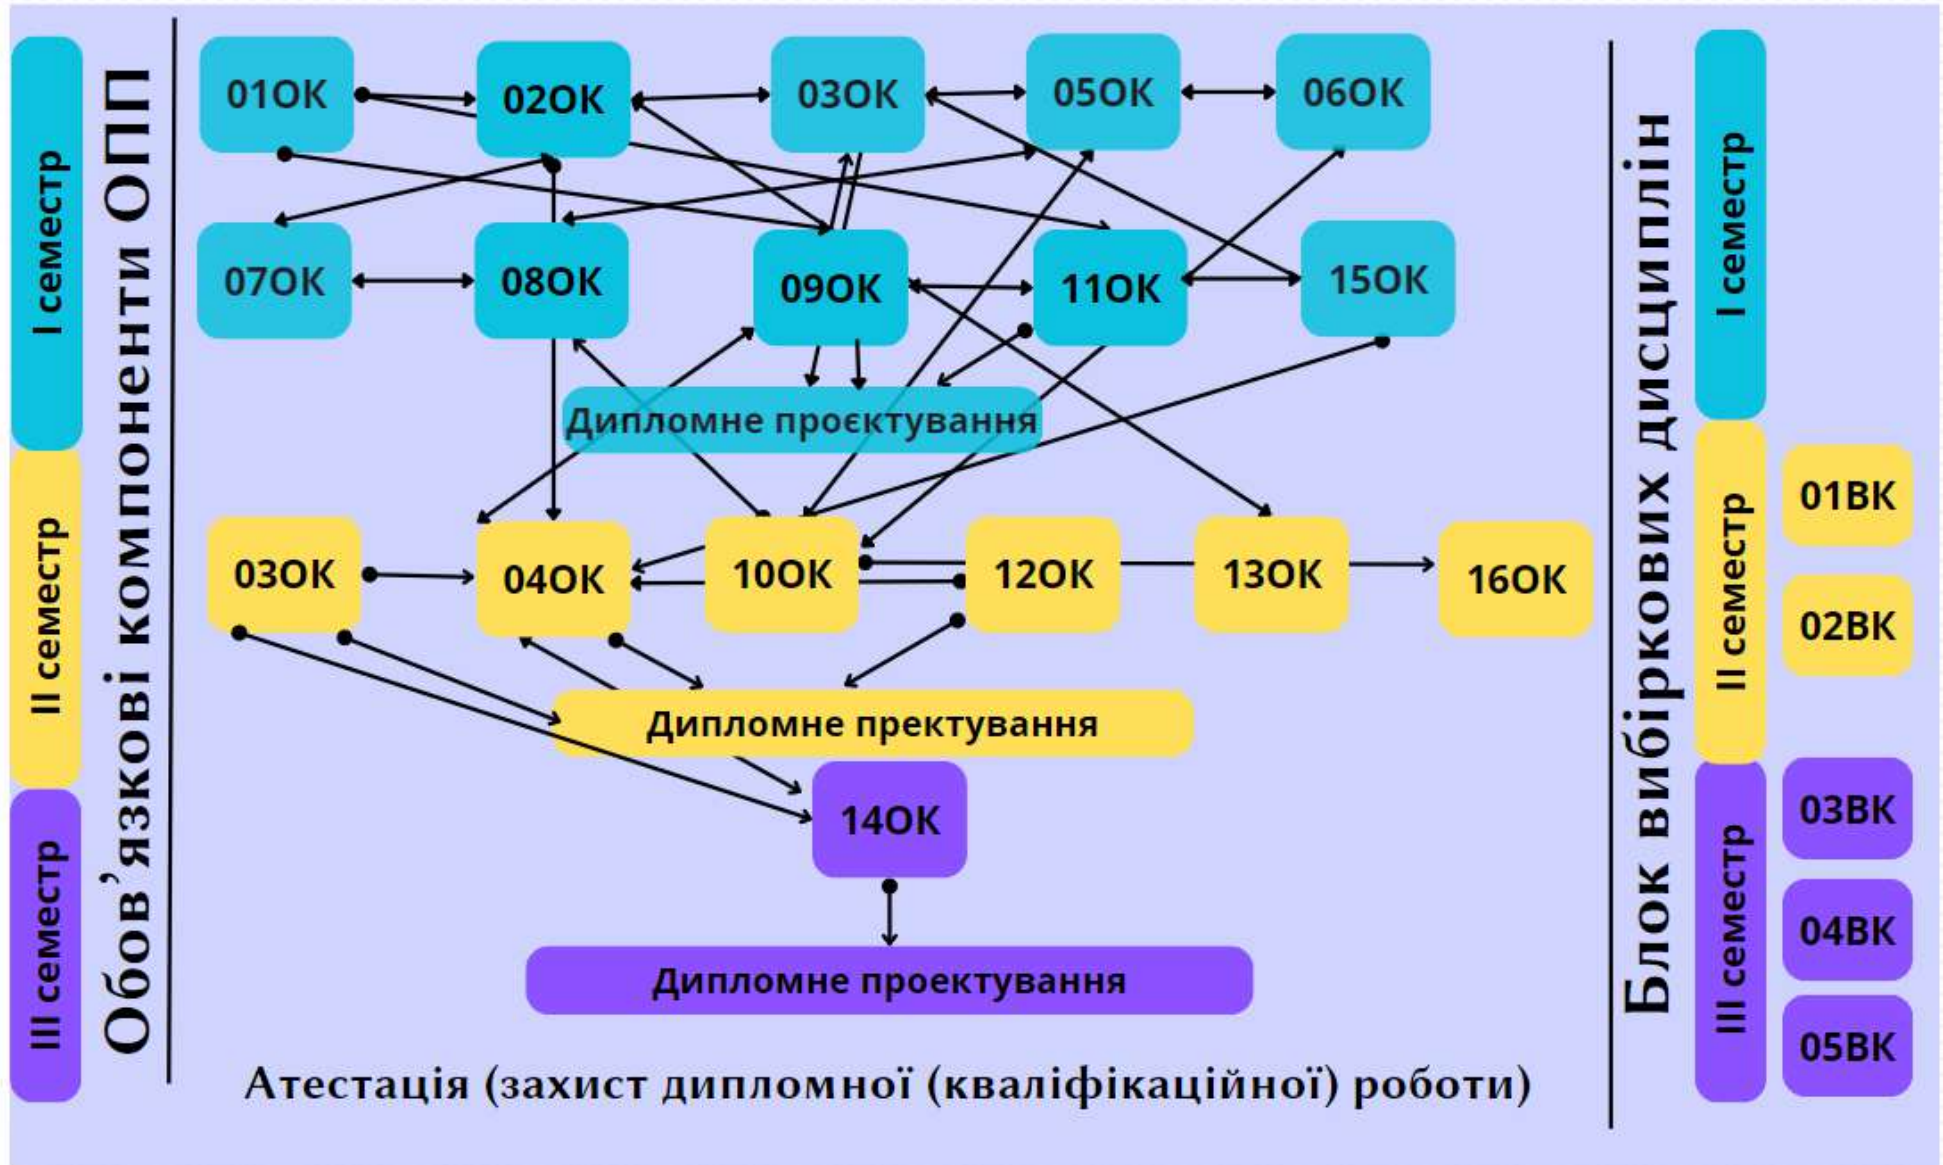 І семестр
ІІ семестр
ІІІ семестр
Обов’язкові компоненти ОПП
01ОК
02ОК
03ОК
05ОК
06ОК
07ОК
08ОК
09ОК
11ОК
15ОК
Дипломне проєктування
03ОК
04ОК
10ОК
12ОК
13ОК
16ОК
Дипломне пректування
14ОК
Дипломне проектування
Атестація (захист дипломної (кваліфікаційної) роботи)
Блок вибіркових дисциплін
І семестр
ІІ семестр
ІІІ семестр
01ВК
02ВК
03ВК
04ВК
05ВК